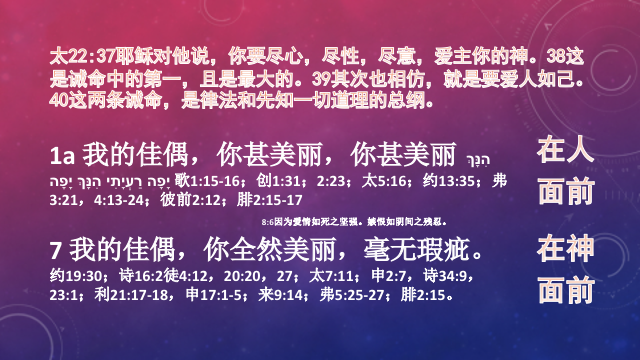 太22:37耶稣对他说，你要尽心，尽性，尽意，爱主你的神。38这
是诫命中的第一，且是最大的。39其次也相仿，就是要爱人如己。
40这两条诫命，是律法和先知一切道理的总纲。
1a 我的佳偶，你甚美丽，你甚美丽 הִנָּךְ
יָפָה רַעְיָתִי הִנָּךְ יָפָה 歌1:15-16；创1:31；2:23；太5:16；约13:35；弗
3:21，4:13-24；彼前2:12；腓2:15-17
在人
面前
8:6因为爱情如死之坚强。嫉恨如阴间之残忍。
7 我的佳偶，你全然美丽，毫无瑕疵。
约19:30；诗16:2徒4:12，20:20，27；太7:11；申2:7，诗34:9，
23:1；利21:17-18，申17:1-5；来9:14；弗5:25-27；腓2:15。
在神
面前